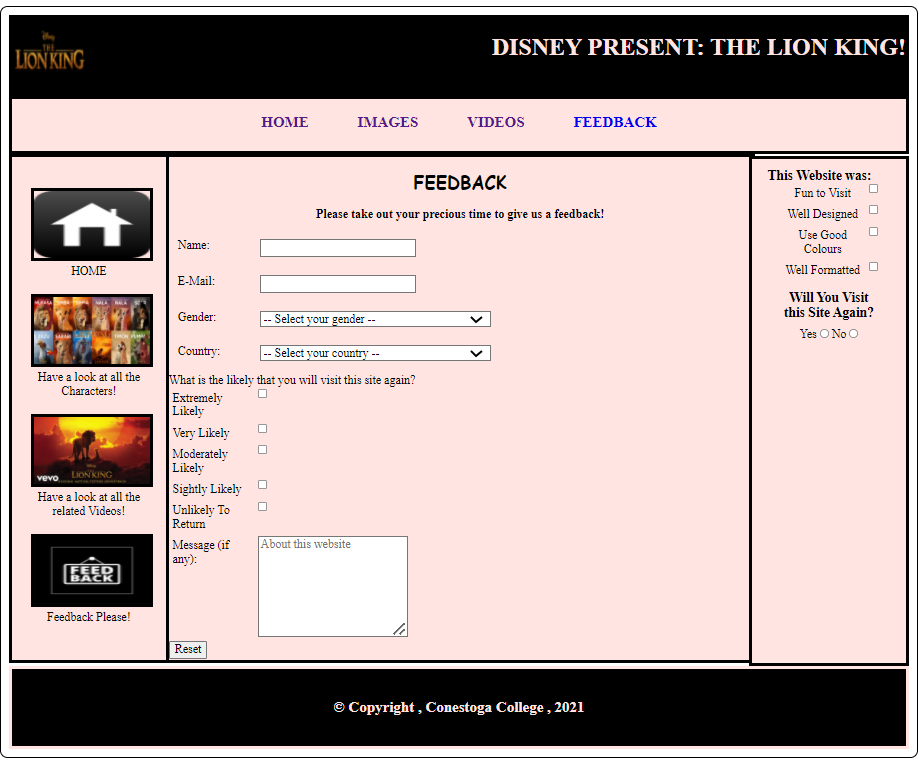 Disney
THE
LION KING
DISNEY PRESENT: THE LION KING!
HOME IMAGES VIDEOS FEEDBACK
HOME
MUFASA
NALA
NALA
Have a look at all the
Characters!
vevo
Disney
LION KING
Have a look at all the
related Videos!
FEED
BACK
Feedback Please!
FEEDBACK
Please take out your precious time to give us a feedback!
Name:
E-Mail:
Gender: -- Select your gender --
Country: -- Select your country --
What is the likely that you will visit this site again?
Extremely
Likely
Very Likely
Moderately
Likely
Sightly Likely
Unlikely To
Return
Message (if
any):
About this website
Reset
This Website was:
Fun to Visit
Well Designed
Use Good
Colours
Well Formatted
Will You Visit
this Site Again?
Yes No
© Copyright , Conestoga College , 2021